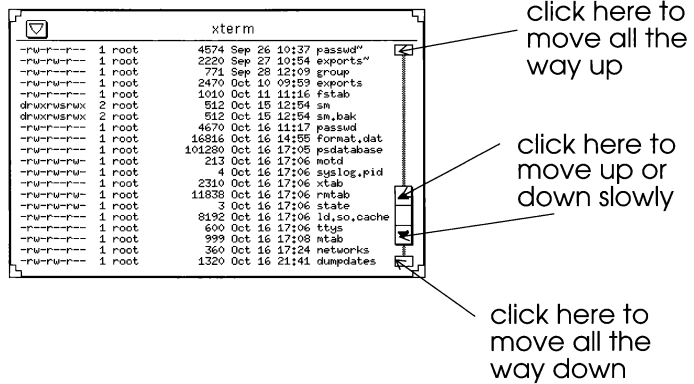 xterm
-rw-r--r-- 1 root 4574 Sep 26 10:37 passwd~
-rw-rw-r-- 1 root 2220 Sep 27 10:54 exports~
-rw-r--r-- 1 root 771 Sep 28 12:09 group
-rw-rw-r-- 1 root 2470 Oct 10 09:59 exports
-rw-rw-r-- 1 root 1010 Oct 11 11:16 fstab
drwxrwsrwx 2 root 512 Oct 15 12:54 sm
drwxrwsrwx 2 root 512 Oct 15 12:54 sm.bak
-rw-rw-r-- 1 root 4670 Oct 16 11:17 passwd
-rw-r--r-- 1 root 16816 Oct 16 14:55 format.dat
-rw-r--r-- 1 root 101280 Oct 16 17:05 psdatabase
-rw-rw-rw- 1 root 213 Oct 16 17:06 motd
-rw-r--r-- 1 root 4 Oct 16 17:06 syslog.pid
-rw-rw-r-- 1 root 2310 Oct 16 17:06 xtab
-rw-rw-rw- 1 root 11838 Oct 16 17:06 rmtab
-rw-rw-rw- 1 root 3 Oct 16 17:06 state
-rw-r--r-- 1 root 8192 Oct 16 17:06 ld.so.cache
-rw-rw-r-- 1 root 600 Oct 16 17:06 ttys
-rw-r--r-- 1 root 999 Oct 16 17:08 mtab
-rw-rw-r-- 1 root 360 Oct 16 17:24 networks
-rw-rw-r-- 1 root 1320 Oct 16 21:41 dumpdates
click here to
move all the
way up
click here to
move up or
down slowly
click here to
move all the
way down